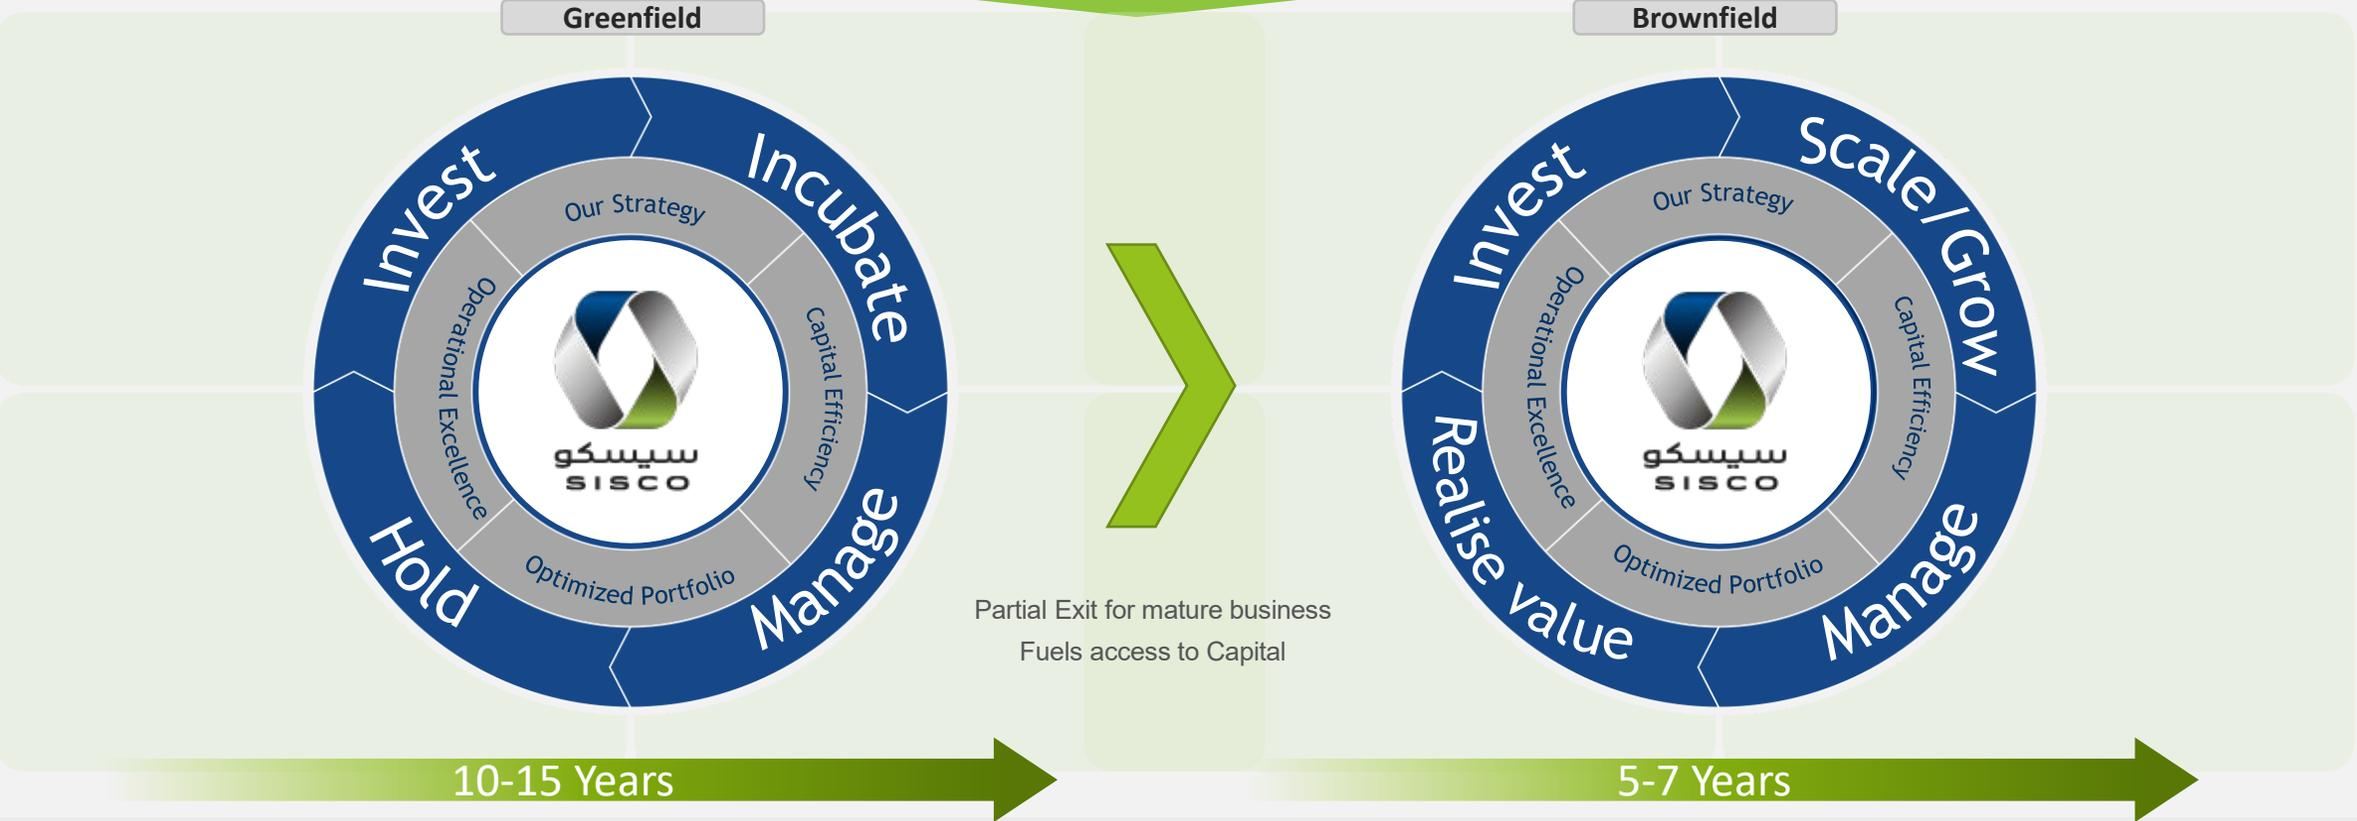 Greenfield
Invest
Incubate
Manage
Hold
Our Strategy
Capital Efficiency
Optimized Portfolio
Operational Excellence
سيسكو
SISCO
10-15 Years
Partial Exit for mature business
Fuels access to Capital
Brownfield
Invest
Scale/Grow
Manage
Realise value
Our Strategy
Capital Efficiency
Optimized Portfolio
Operational Excellence
سيسكو
SISCO
5-7 Years